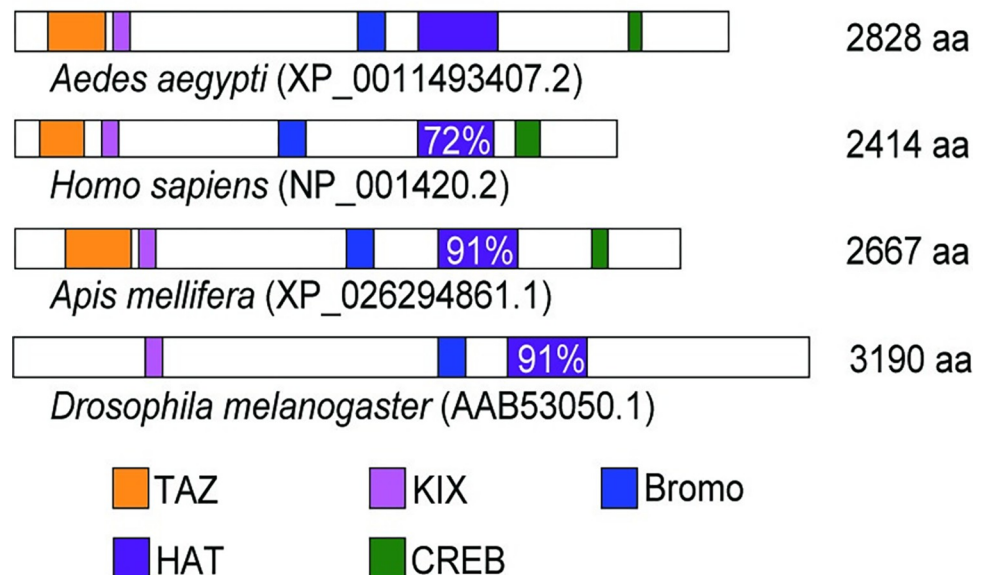 2828 aa
Aedes aegypti (XP_0011493407.2)
72% 2414 aa
Homo sapiens (NP_001420.2)
91% 2667 aa
Apis mellifera (XP_026294861.1)
91% 3190 aa
Drosophila melanogaster (AAB53050.1)
TAZ KIX Bromo
HAT CREB